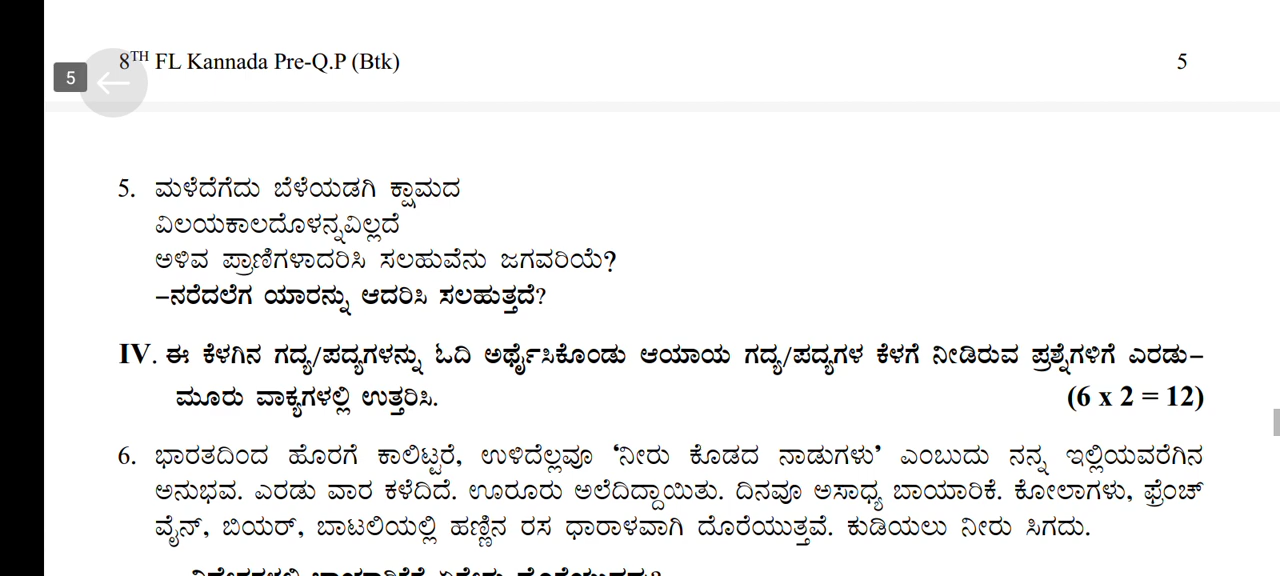 8TH FL Kannada Pre-Q.P (Btk) 5
5
5. ಮಳೆದೆಗೆದು ಬೆಳೆಯಡಗಿ ಕ್ಷಾಮದ
ವಿಲಯಕಾಲದೊಳನ್ನವಿಲ್ಲದೆ
ಅಳಿವ ಪ್ರಾಣಿಗಳಾದರಿಸಿ ಸಲಹುವೆನು ಜಗವರಿಯೆ?
–ನರೆದಲೆಗ ಯಾರನ್ನು ಆದರಿಸಿ ಸಲಹುತ್ತದೆ?
IV. ಈ ಕೆಳಗಿನ ಗದ್ಯ/ಪದ್ಯಗಳನ್ನು ಓದಿ ಅರ್ಥೈಸಿಕೊಂಡು ಆಯಾಯ ಗದ್ಯ/ಪದ್ಯಗಳ ಕೆಳಗೆ ನೀಡಿರುವ ಪ್ರಶ್ನೆಗಳಿಗೆ ಎರಡು–
ಮೂರು ವಾಕ್ಯಗಳಲ್ಲಿ ಉತ್ತರಿಸಿ. (6 x 2 = 12)
6. ಭಾರತದಿಂದ ಹೊರಗೆ ಕಾಲಿಟ್ಟರೆ, ಉಳಿದೆಲ್ಲವೂ ‘ನೀರು ಕೊಡದ ನಾಡುಗಳು’ ಎಂಬುದು ನನ್ನ ಇಲ್ಲಿಯವರೆಗಿನ
ಅನುಭವ. ಎರಡು ವಾರ ಕಳೆದಿದೆ. ಊರೂರು ಅಲೆದಿದ್ದಾಯಿತು. ದಿನವೂ ಅಸಾಧ್ಯ ಬಾಯಾರಿಕೆ. ಕೋಲಾಗಳು, ಫ್ರೆಂಚ್
ವೈನ್, ಬಿಯರ್, ಬಾಟಲಿಯಲ್ಲಿ ಹಣ್ಣಿನ ರಸ ಧಾರಾಳವಾಗಿ ದೊರೆಯುತ್ತವೆ. ಕುಡಿಯಲು ನೀರು ಸಿಗದು.